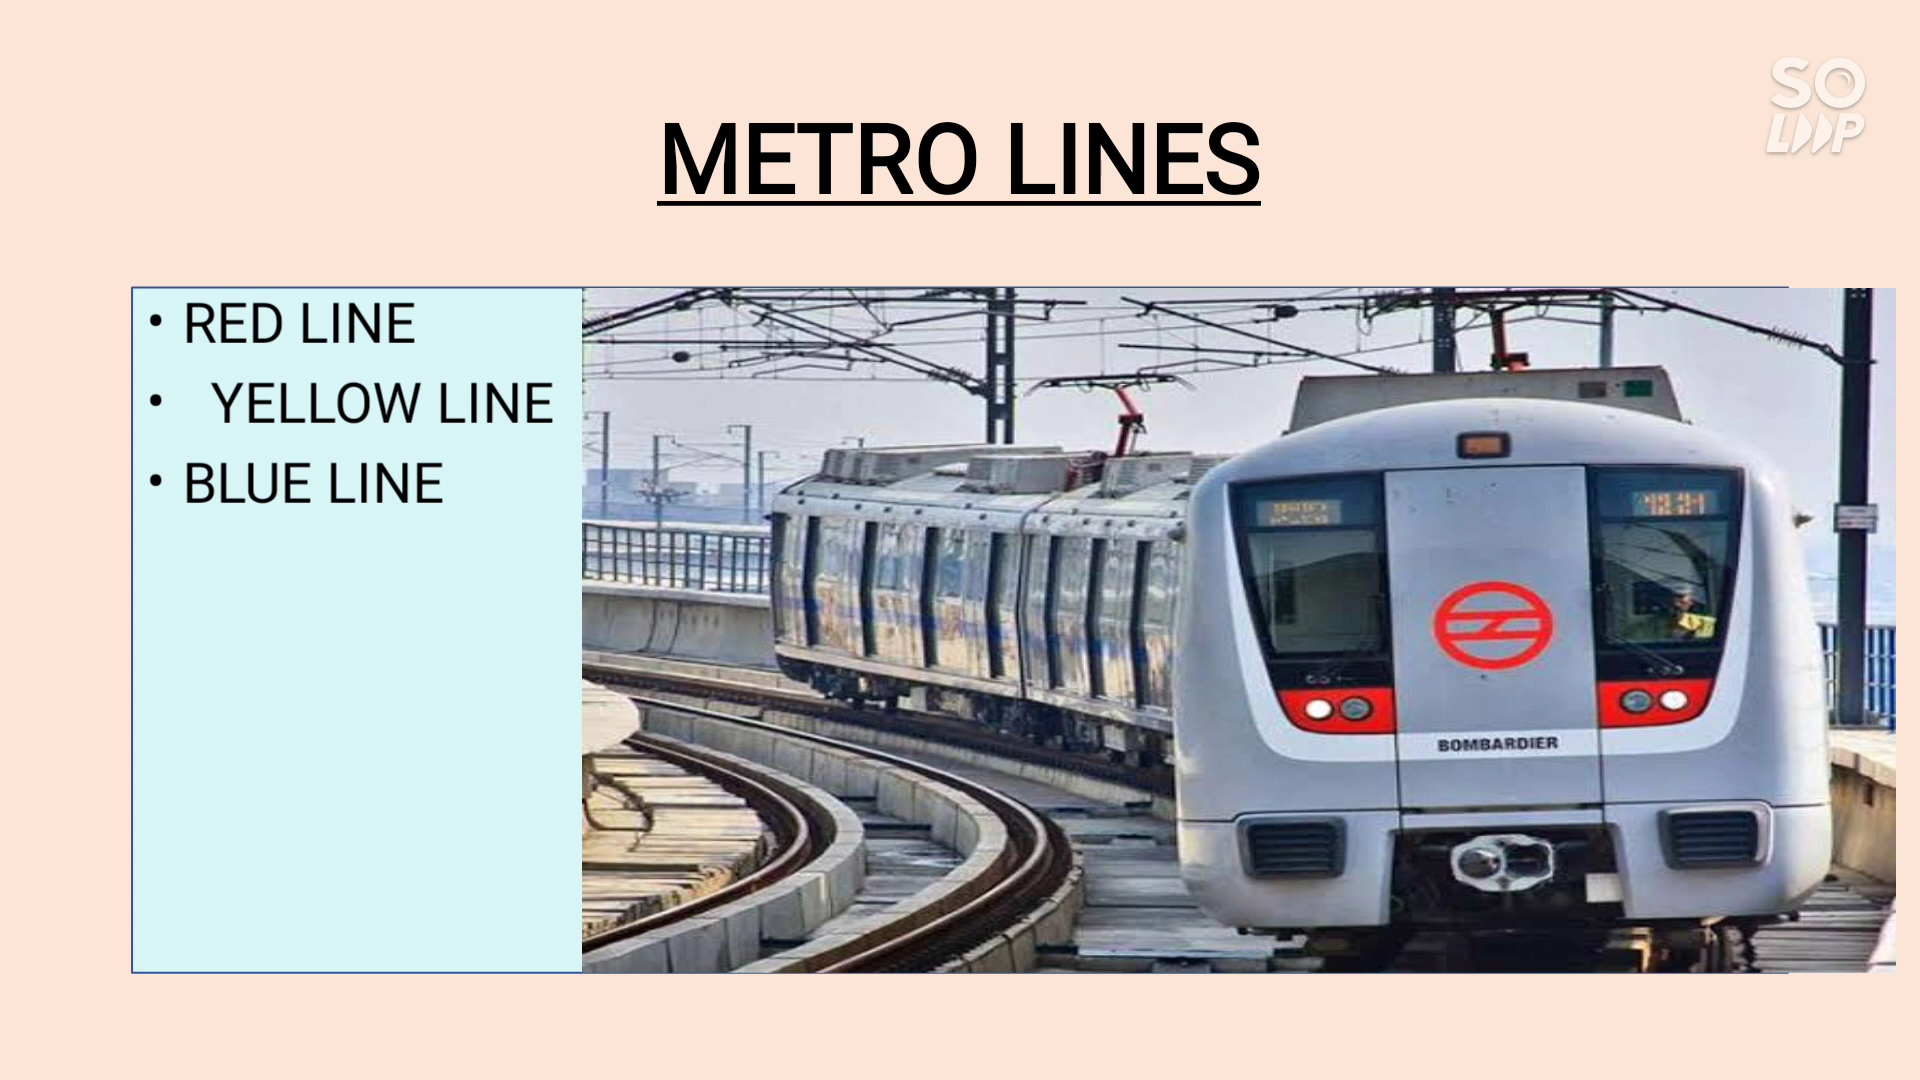 SO
LOOP
METRO LINES
• RED LINE
• YELLOW LINE
• BLUE LINE
BOMBARDIER